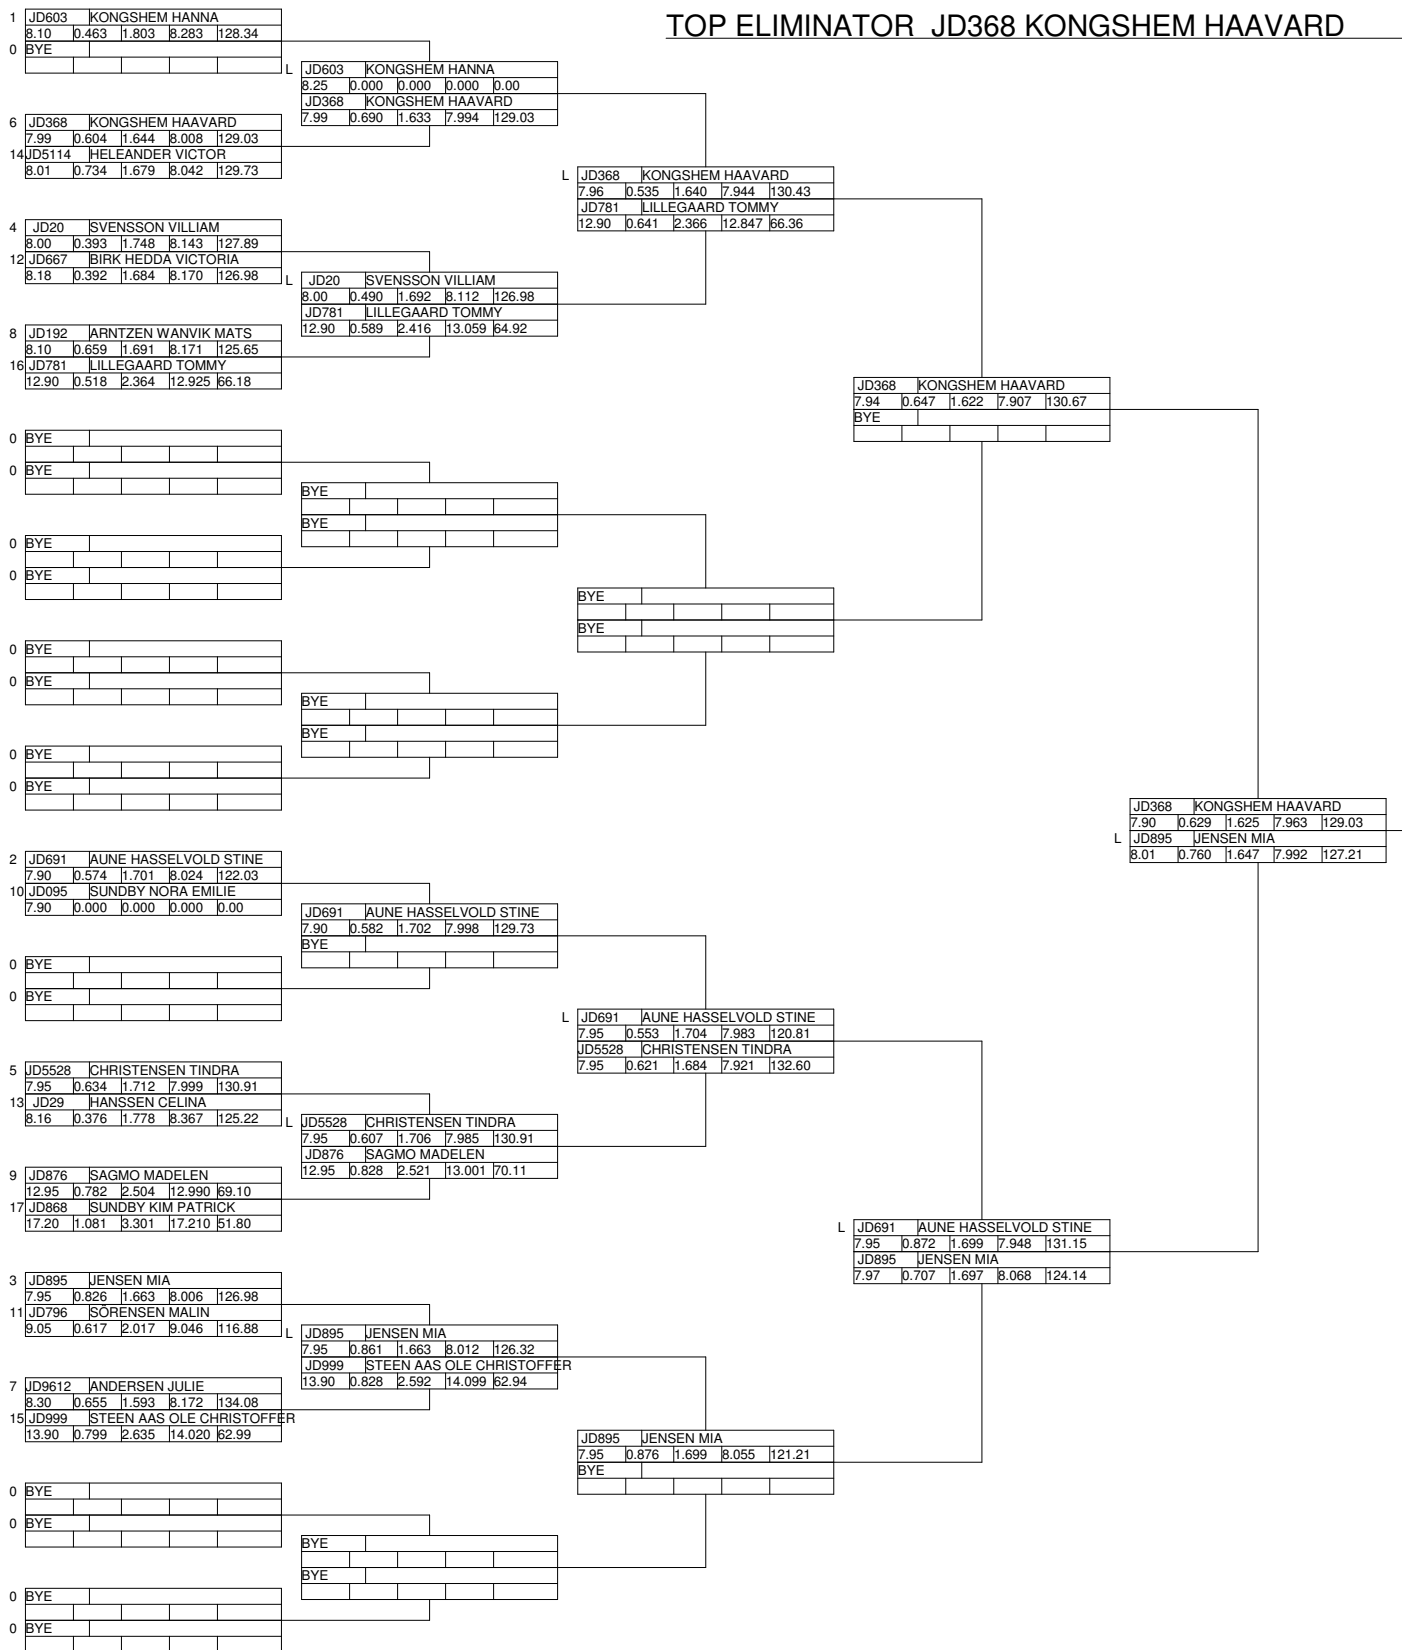 TOP ELIMINATOR JD368 KONGSHEM HAAVARD
1 JD603 KONGSHEM HANNA
8.10 0.463 1.803 8.283 128.34
0 BYE
L JD603 KONGSHEM HANNA
8.25 0.000 0.000 0.000 0.00
JD368 KONGSHEM HAAVARD
7.99 0.690 1.633 7.994 129.03
6 JD368 KONGSHEM HAAVARD
7.99 0.604 1.644 8.008 129.03
14 JD5114 HELEANDER VICTOR
8.01 0.734 1.679 8.042 129.73
L JD368 KONGSHEM HAAVARD
7.96 0.535 1.640 7.944 130.43
JD781 LILLEGAARD TOMMY
12.90 0.641 2.366 12.847 66.36
4 JD20 SVENSSON VILLIAM
8.00 0.393 1.748 8.143 127.89
12 JD667 BIRK HEDDA VICTORIA
8.18 0.392 1.684 8.170 126.98
L JD20 SVENSSON VILLIAM
8.00 0.490 1.692 8.112 126.98
JD781 LILLEGAARD TOMMY
12.90 0.589 2.416 13.059 64.92
8 JD192 ARNTZEN WANVIK MATS
8.10 0.659 1.691 8.171 125.65
16 JD781 LILLEGAARD TOMMY
12.90 0.518 2.364 12.925 66.18
JD368 KONGSHEM HAAVARD
7.94 0.647 1.622 7.907 130.67
BYE
0 BYE
0 BYE
BYE
BYE
0 BYE
0 BYE
BYE
BYE
0 BYE
0 BYE
BYE
BYE
0 BYE
0 BYE
JD368 KONGSHEM HAAVARD
7.90 0.629 1.625 7.963 129.03
L JD895 JENSEN MIA
8.01 0.760 1.647 7.992 127.21
2 JD691 AUNE HASSELVOLD STINE
7.90 0.574 1.701 8.024 122.03
10 JD095 SUNDBY NORA EMILIE
7.90 0.000 0.000 0.000 0.00
JD691 AUNE HASSELVOLD STINE
7.90 0.582 1.702 7.998 129.73
BYE
0 BYE
0 BYE
L JD691 AUNE HASSELVOLD STINE
7.95 0.553 1.704 7.983 120.81
JD5528 CHRISTENSEN TINDRA
7.95 0.621 1.684 7.921 132.60
5 JD5528 CHRISTENSEN TINDRA
7.95 0.634 1.712 7.999 130.91
13 JD29 HANSSEN CELINA
8.16 0.376 1.778 8.367 125.22
L JD5528 CHRISTENSEN TINDRA
7.95 0.607 1.706 7.985 130.91
JD876 SAGMO MADELEN
12.95 0.828 2.521 13.001 70.11
9 JD876 SAGMO MADELEN
12.95 0.782 2.504 12.990 69.10
17 JD868 SUNDBY KIM PATRICK
17.20 1.081 3.301 17.210 51.80
L JD691 AUNE HASSELVOLD STINE
7.95 0.872 1.699 7.948 131.15
JD895 JENSEN MIA
7.97 0.707 1.697 8.068 124.14
3 JD895 JENSEN MIA
7.95 0.826 1.663 8.006 126.98
11 JD796 SÖRENSEN MALIN
9.05 0.617 2.017 9.046 116.88
L JD895 JENSEN MIA
7.95 0.861 1.663 8.012 126.32
JD999 STEEN AAS OLE CHRISTOFFER
13.90 0.828 2.592 14.099 62.94
7 JD9612 ANDERSEN JULIE
8.30 0.655 1.593 8.172 134.08
15 JD999 STEEN AAS OLE CHRISTOFFER
13.90 0.799 2.635 14.020 62.99
JD895 JENSEN MIA
7.95 0.876 1.699 8.055 121.21
BYE
0 BYE
0 BYE
BYE
BYE
0 BYE
0 BYE